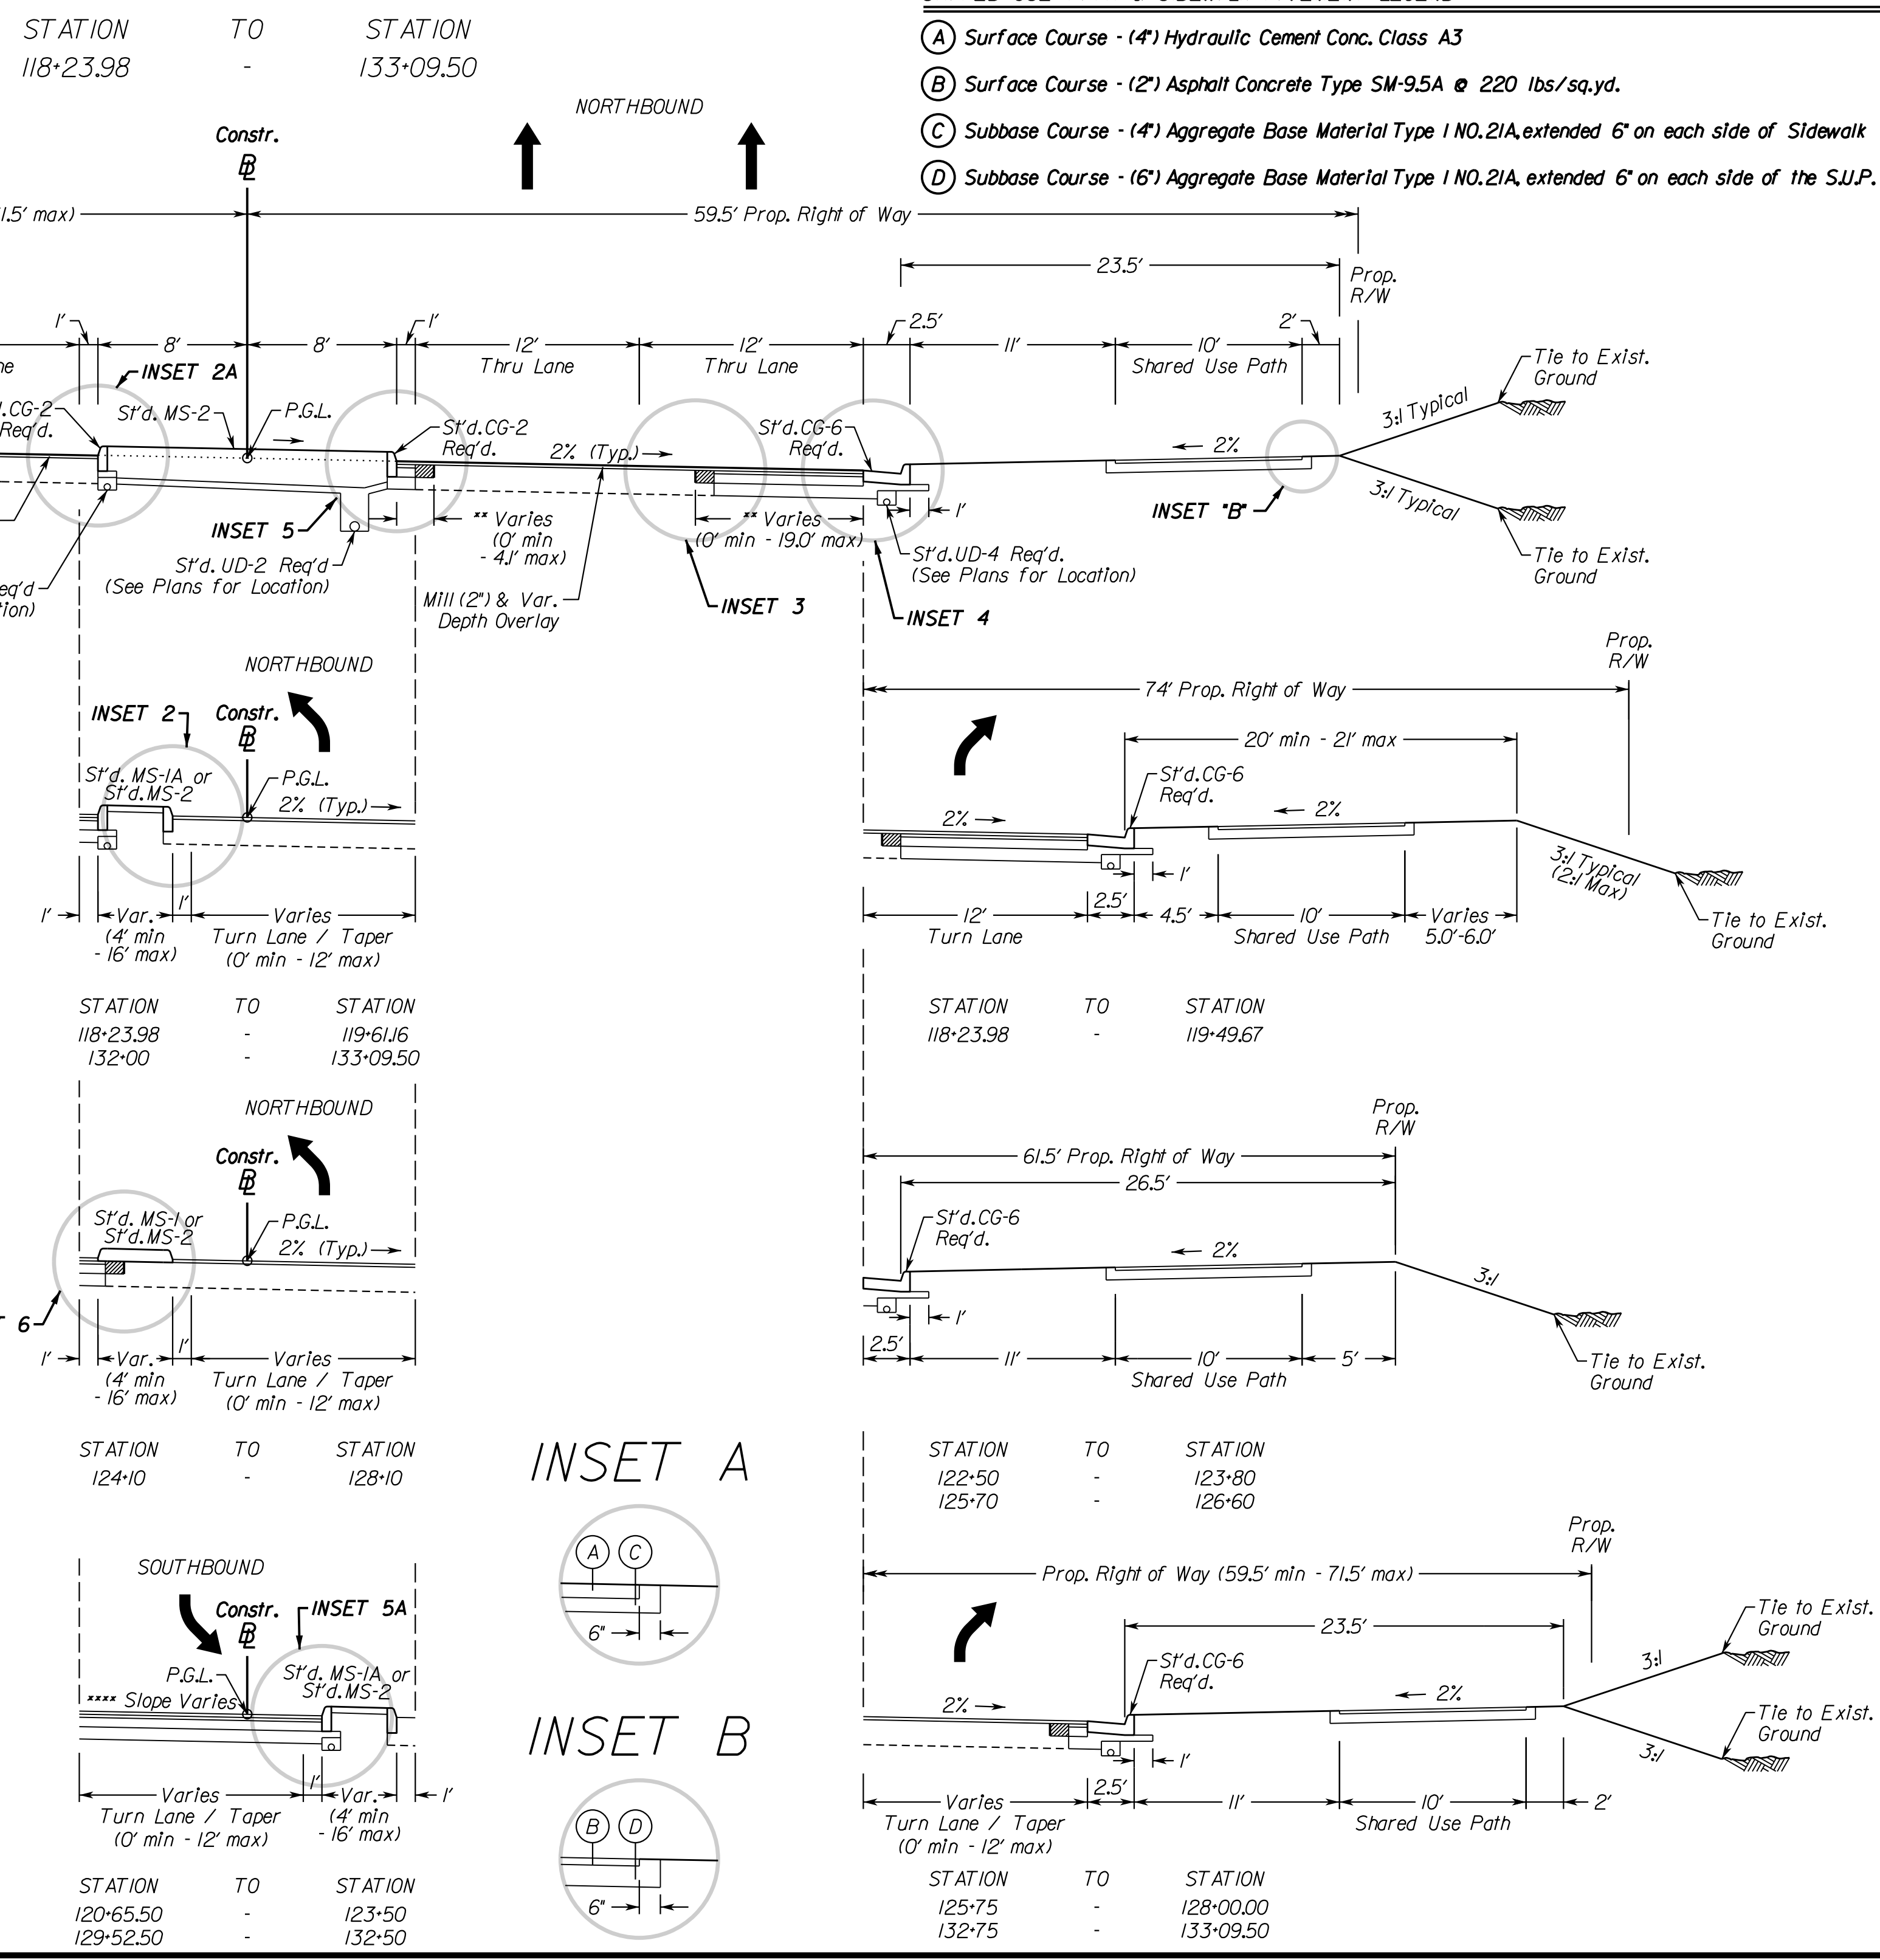 STATION TO STATION
118+23.98 - 133+09.50
(A) Surface Course - (4") Hydraulic Cement Conc. Class A3
(B) Surface Course - (2") Asphalt Concrete Type SM-9.5A @ 220 lbs/sq.yd.
(C) Subbase Course - (4") Aggregate Base Material Type I NO. 21A, extended 6" on each side of Sidewalk
(D) Subbase Course - (6") Aggregate Base Material Type I NO. 21A, extended 6" on each side of the S.U.P.
NORTHBOUND
Constr.
BL
1.5' max)
59.5' Prop. Right of Way
23.5'
Prop.
R/W
1' 8' 8' 1' 12' 12' 2.5' 11' 10' 2'
Thru Lane Thru Lane Shared Use Path
INSET 2A
St'd. MS-2
P.G.L.
St'd. CG-2
Req'd.
2% (Typ.)
St'd. CG-6
Req'd.
2%
3:1 Typical
Tie to Exist.
Ground
3:1 Typical
Tie to Exist.
Ground
INSET "B"
1'
INSET 5
** Varies
(0' min
- 4.1' max)
** Varies
(0' min - 19.0' max)
St'd. UD-2 Req'd
(See Plans for Location)
St'd. UD-4 Req'd.
(See Plans for Location)
Mill (2") & Var.
Depth Overlay
INSET 3
INSET 4
NORTHBOUND
INSET 2
Constr.
BL
St'd. MS-1A or
St'd. MS-2
P.G.L.
2% (Typ.)
1' Var. 1' Varies
(4' min
- 16' max)
Turn Lane / Taper
(0' min - 12' max)
STATION TO STATION
118+23.98 - 119+61.16
132+00 - 133+09.50
Prop.
R/W
74' Prop. Right of Way
20' min - 21' max
St'd. CG-6
Req'd.
2%
2%
3:1 Typical
(2:1 Max)
Tie to Exist.
Ground
1'
12' 2.5' 4.5' 10' Varies
Turn Lane Shared Use Path 5.0'-6.0'
STATION TO STATION
118+23.98 - 119+49.67
NORTHBOUND
Constr.
BL
St'd. MS-1 or
St'd. MS-2
P.G.L.
2% (Typ.)
6
1' Var. 1' Varies
(4' min
- 16' max)
Turn Lane / Taper
(0' min - 12' max)
STATION TO STATION
124+10 - 128+10
Prop.
R/W
61.5' Prop. Right of Way
26.5'
St'd. CG-6
Req'd.
2%
3:1
Tie to Exist.
Ground
1'
2.5' 11' 10' 5'
Shared Use Path
STATION TO STATION
122+50 - 123+80
125+70 - 126+60
INSET A
A C
6"
INSET B
B D
6"
SOUTHBOUND
Constr.
BL
INSET 5A
P.G.L.
St'd. MS-1A or
St'd. MS-2
**** Slope Varies
Varies 1' Var. 1'
Turn Lane / Taper
(0' min - 12' max)
(4' min
- 16' max)
STATION TO STATION
120+65.50 - 123+50
129+52.50 - 132+50
Prop.
R/W
Prop. Right of Way (59.5' min - 71.5' max)
23.5'
St'd. CG-6
Req'd.
2%
2%
3:1
Tie to Exist.
Ground
3:1
Tie to Exist.
Ground
1'
Varies 2.5' 11' 10' 2'
Turn Lane / Taper
(0' min - 12' max)
Shared Use Path
STATION TO STATION
125+75 - 128+00.00
132+75 - 133+09.50